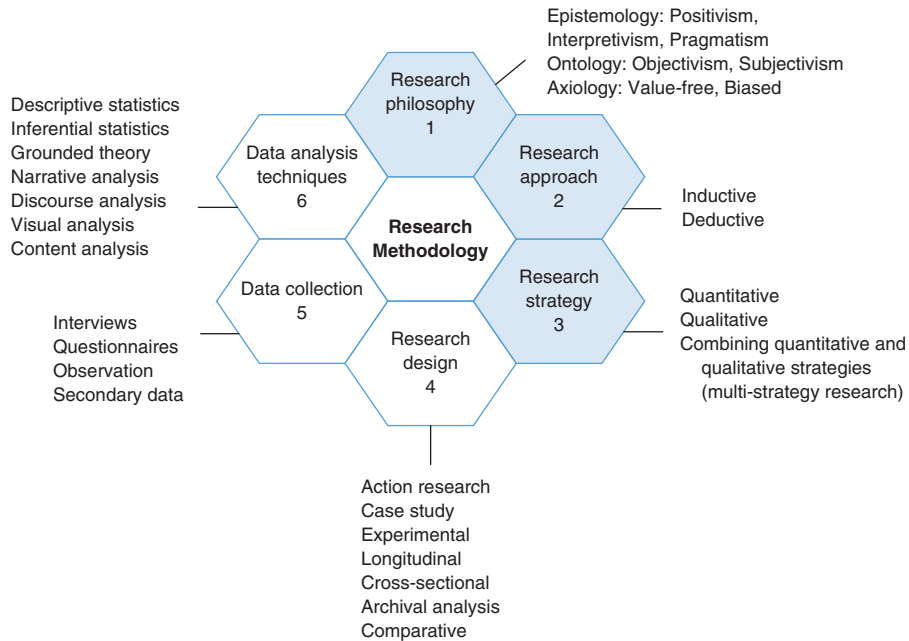 Epistemology: Positivism,
Interpretivism, Pragmatism
Ontology: Objectivism, Subjectivism
Axiology: Value-free, Biased
Research
philosophy
1
Research
approach
2
Inductive
Deductive
Research
strategy
3
Quantitative
Qualitative
Combining quantitative and
qualitative strategies
(multi-strategy research)
Research
design
4
Action research
Case study
Experimental
Longitudinal
Cross-sectional
Archival analysis
Comparative
Data collection
5
Interviews
Questionnaires
Observation
Secondary data
Data analysis
techniques
6
Descriptive statistics
Inferential statistics
Grounded theory
Narrative analysis
Discourse analysis
Visual analysis
Content analysis
Research
Methodology